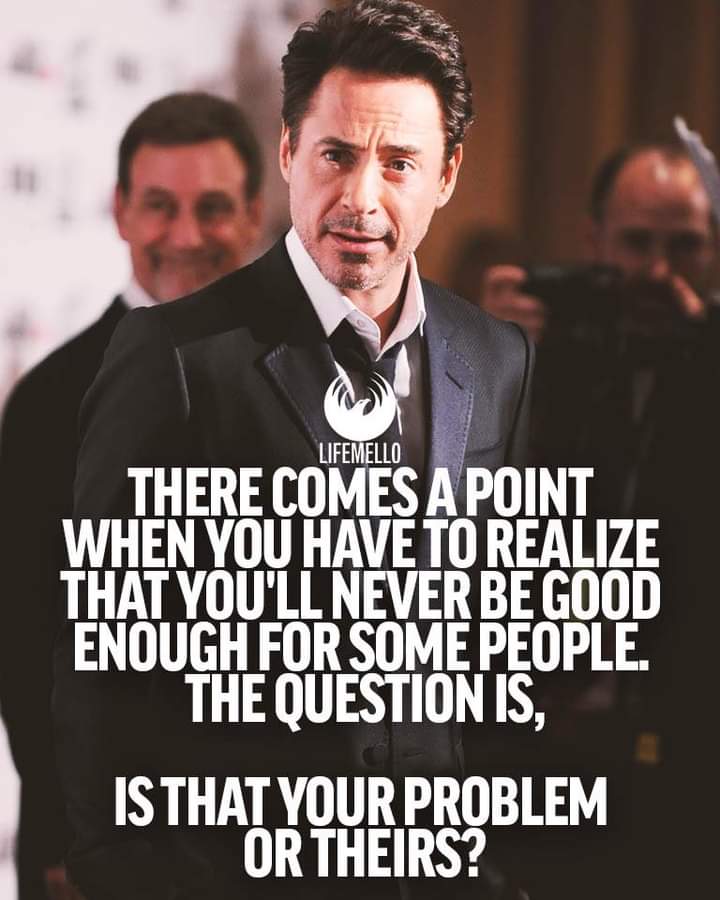 LIFEMELLO
THERE COMES A POINT
WHEN YOU HAVE TO REALIZE
THAT YOU'LL NEVER BE GOOD
ENOUGH FOR SOME PEOPLE.
THE QUESTION IS,
IS THAT YOUR PROBLEM
OR THEIRS?